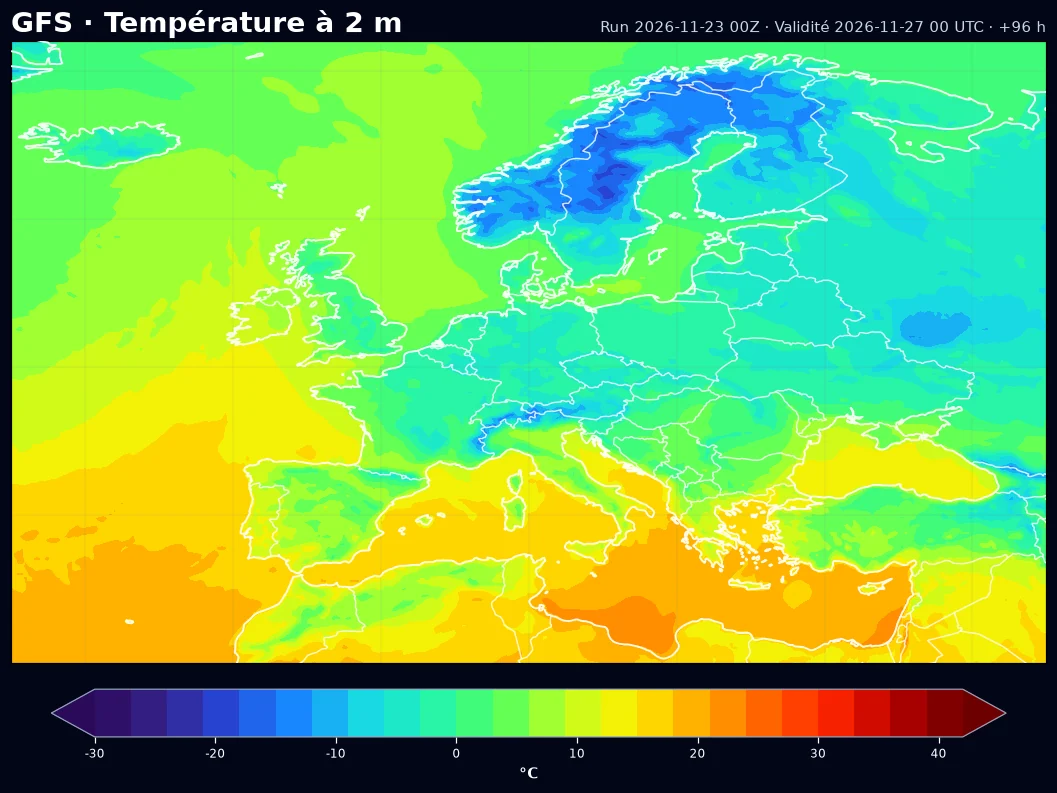 GFS · Température à 2 m
Run 2026-11-23 00Z · Validité 2026-11-27 00 UTC · +96 h
-30 -20 -10 0 10 20 30 40
°C